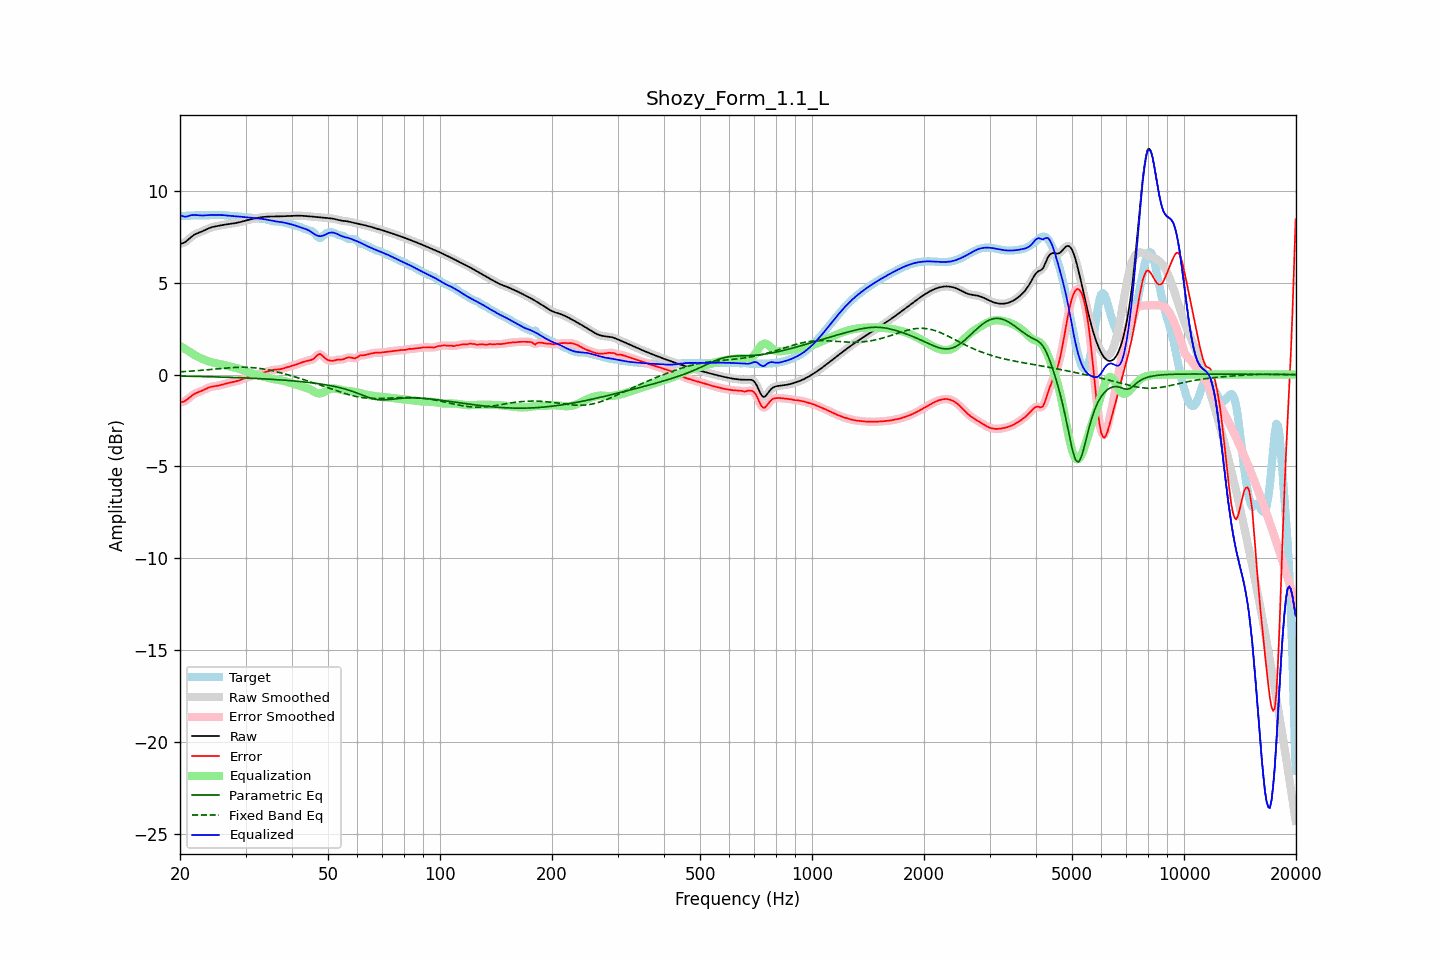 Shozy_Form_1.1_L
Amplitude (dBr)
10
5
0
−5
−10
−15
−20
−25
Target
Raw Smoothed
Error Smoothed
Raw
Error
Equalization
Parametric Eq
Fixed Band Eq
Equalized
20 50 100 200 500 1000 2000 5000 10000 20000
Frequency (Hz)